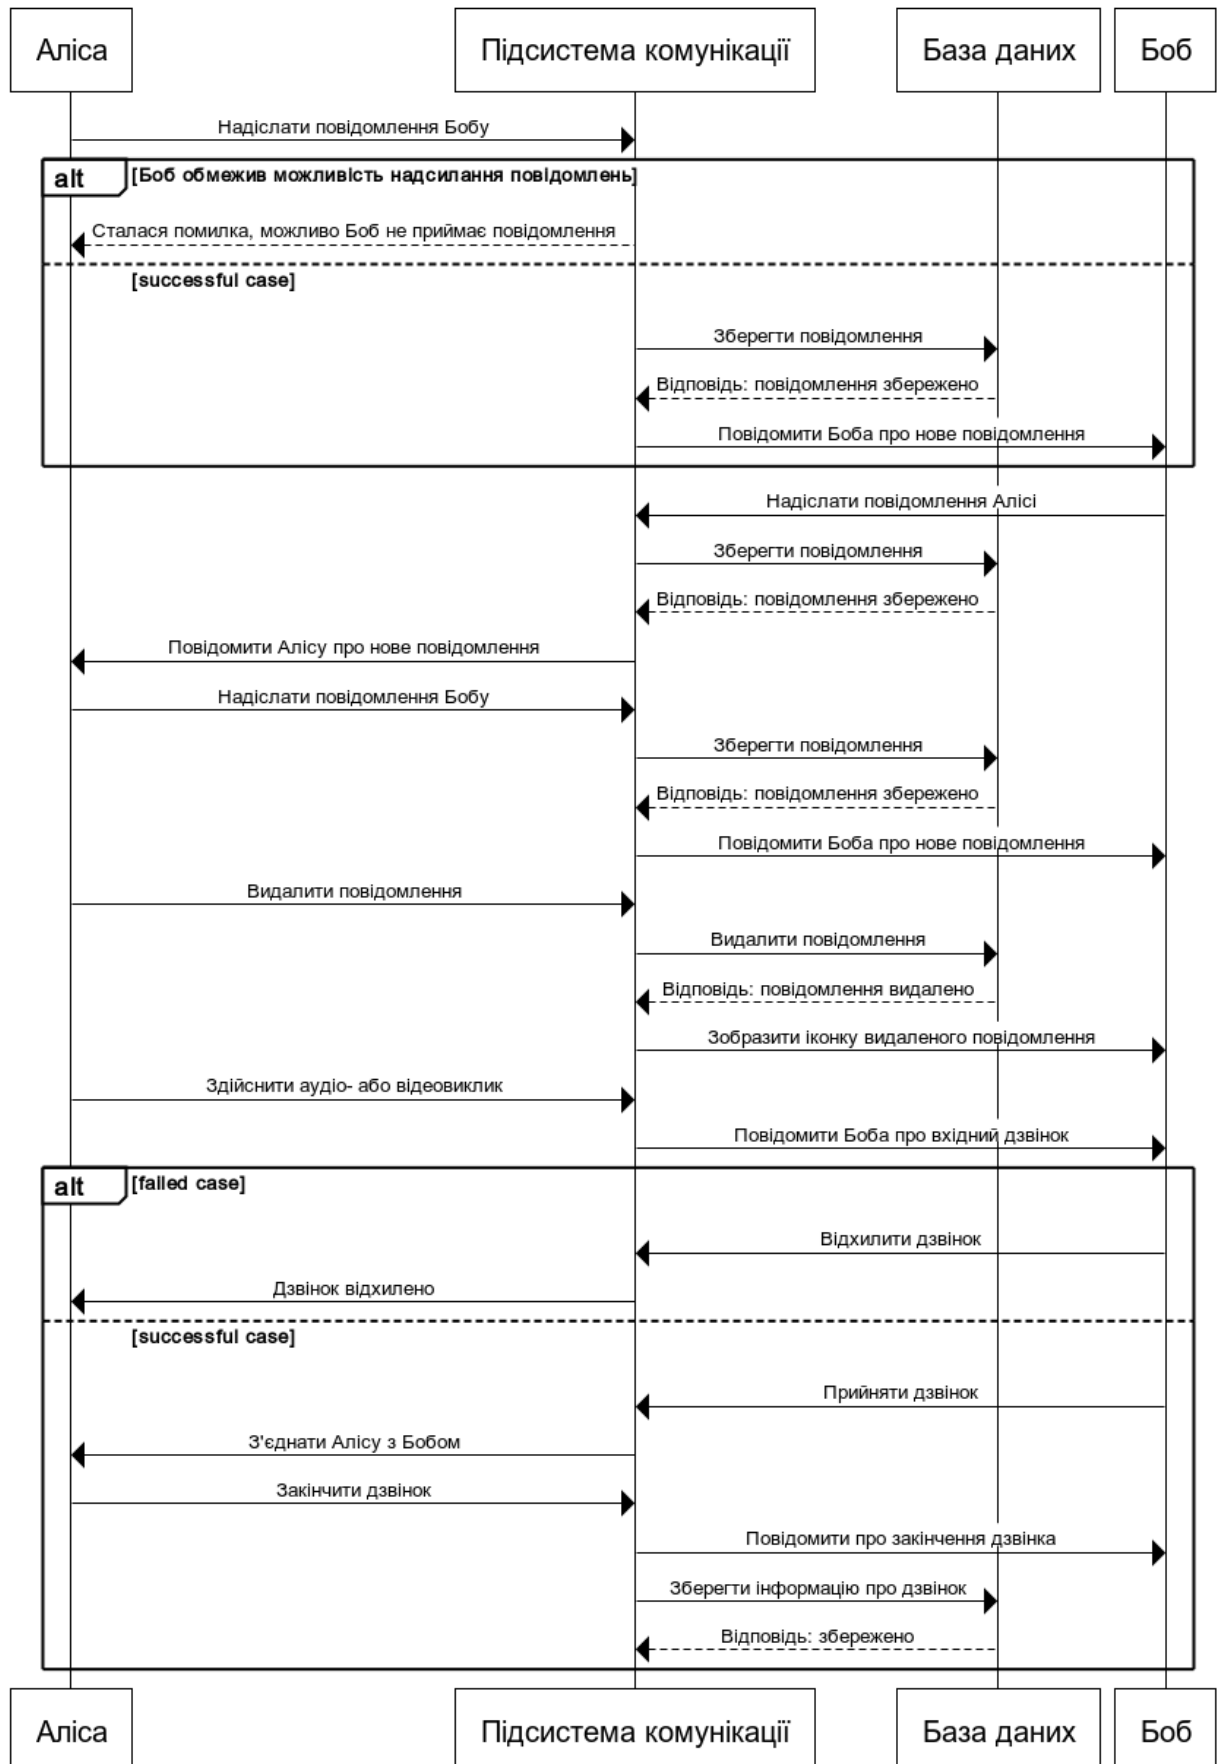 Аліса
Підсистема комунікації
База даних
Боб
Надіслати повідомлення Бобу
alt
[Боб обмежив можливість надсилання повідомлень]
Сталася помилка, можливо Боб не приймає повідомлення
[successful case]
Зберегти повідомлення
Відповідь: повідомлення збережено
Повідомити Боба про нове повідомлення
Надіслати повідомлення Алісі
Зберегти повідомлення
Відповідь: повідомлення збережено
Повідомити Алісу про нове повідомлення
Надіслати повідомлення Бобу
Зберегти повідомлення
Відповідь: повідомлення збережено
Повідомити Боба про нове повідомлення
Видалити повідомлення
Видалити повідомлення
Відповідь: повідомлення видалено
Зобразити іконку видаленого повідомлення
Здійснити аудіо- або відеовиклик
Повідомити Боба про вхідний дзвінок
alt
[failed case]
Відхилити дзвінок
Дзвінок відхилено
[successful case]
Прийняти дзвінок
З'єднати Алісу з Бобом
Закінчити дзвінок
Повідомити про закінчення дзвінка
Зберегти інформацію про дзвінок
Відповідь: збережено
Аліса
Підсистема комунікації
База даних
Боб